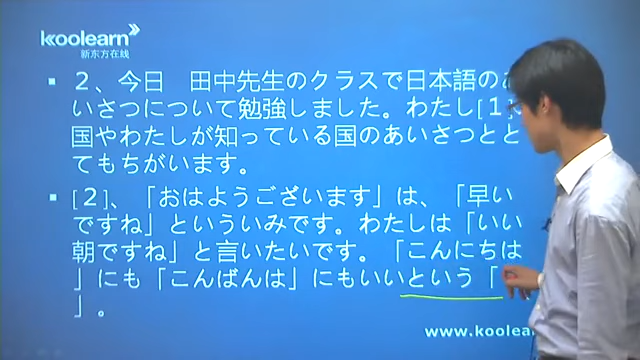 koolearn
新东方在线
2、今日 田中先生のクラスで日本語のあ
いさつについて勉強しました。わたし[1]
国やわたしが知っている国のあいさつとと
てもちがいます。
[2]、「おはようございます」は、「早い
ですね」といういみです。わたしは「いい
朝ですね」と言いたいです。「こんにちは
」にも「こんばんは」にもいいという「
」。
www.koolear